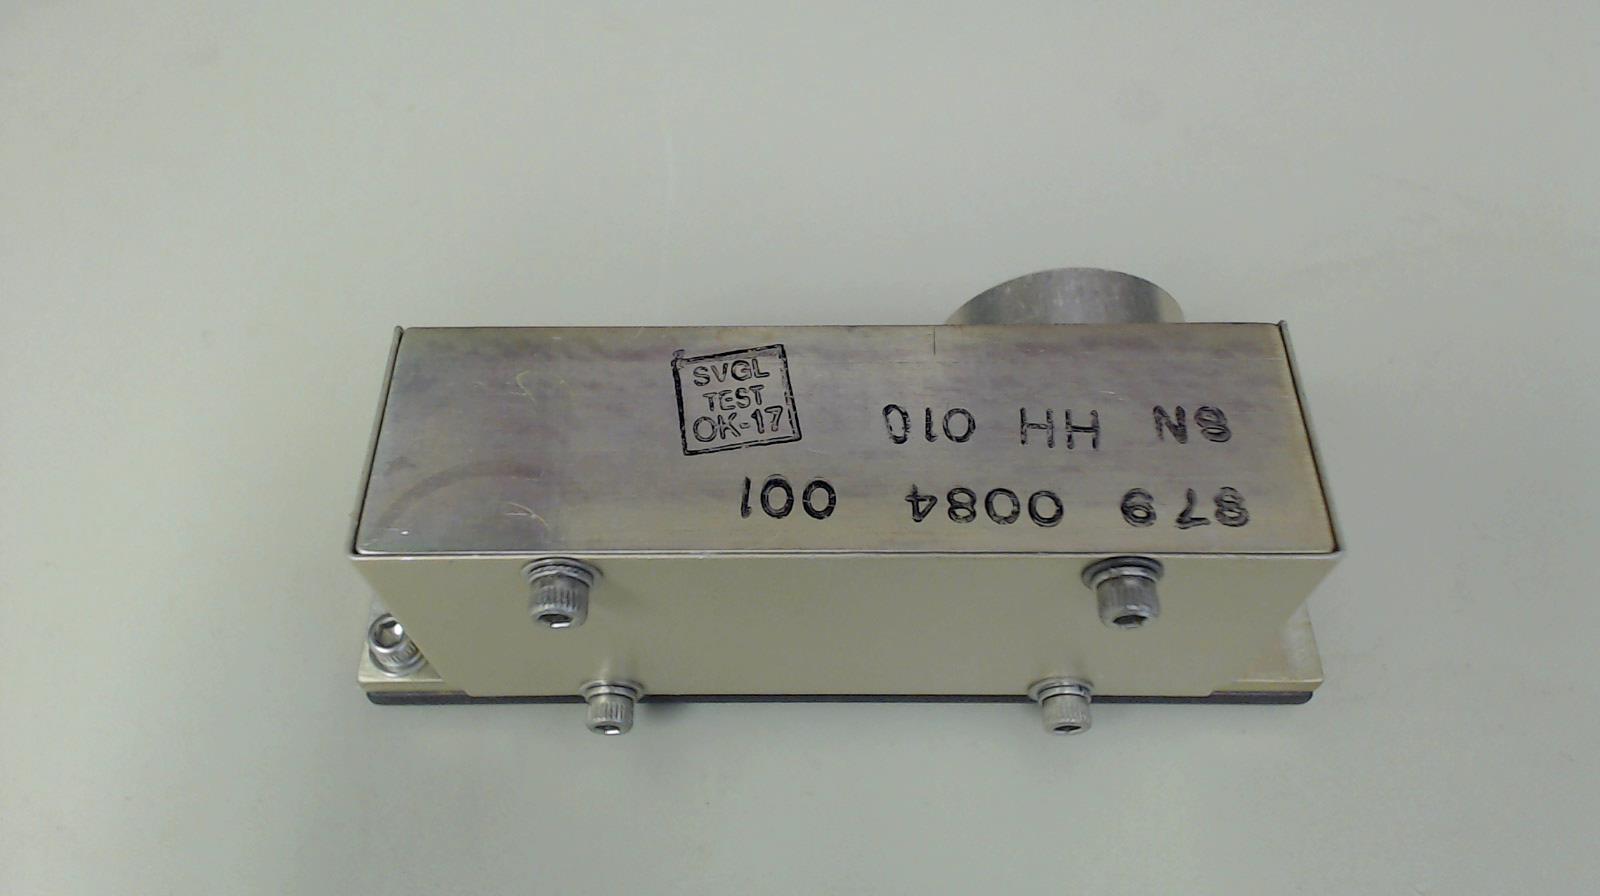 879 0084 001
SN HH 010
SVGL
TEST
OK-17